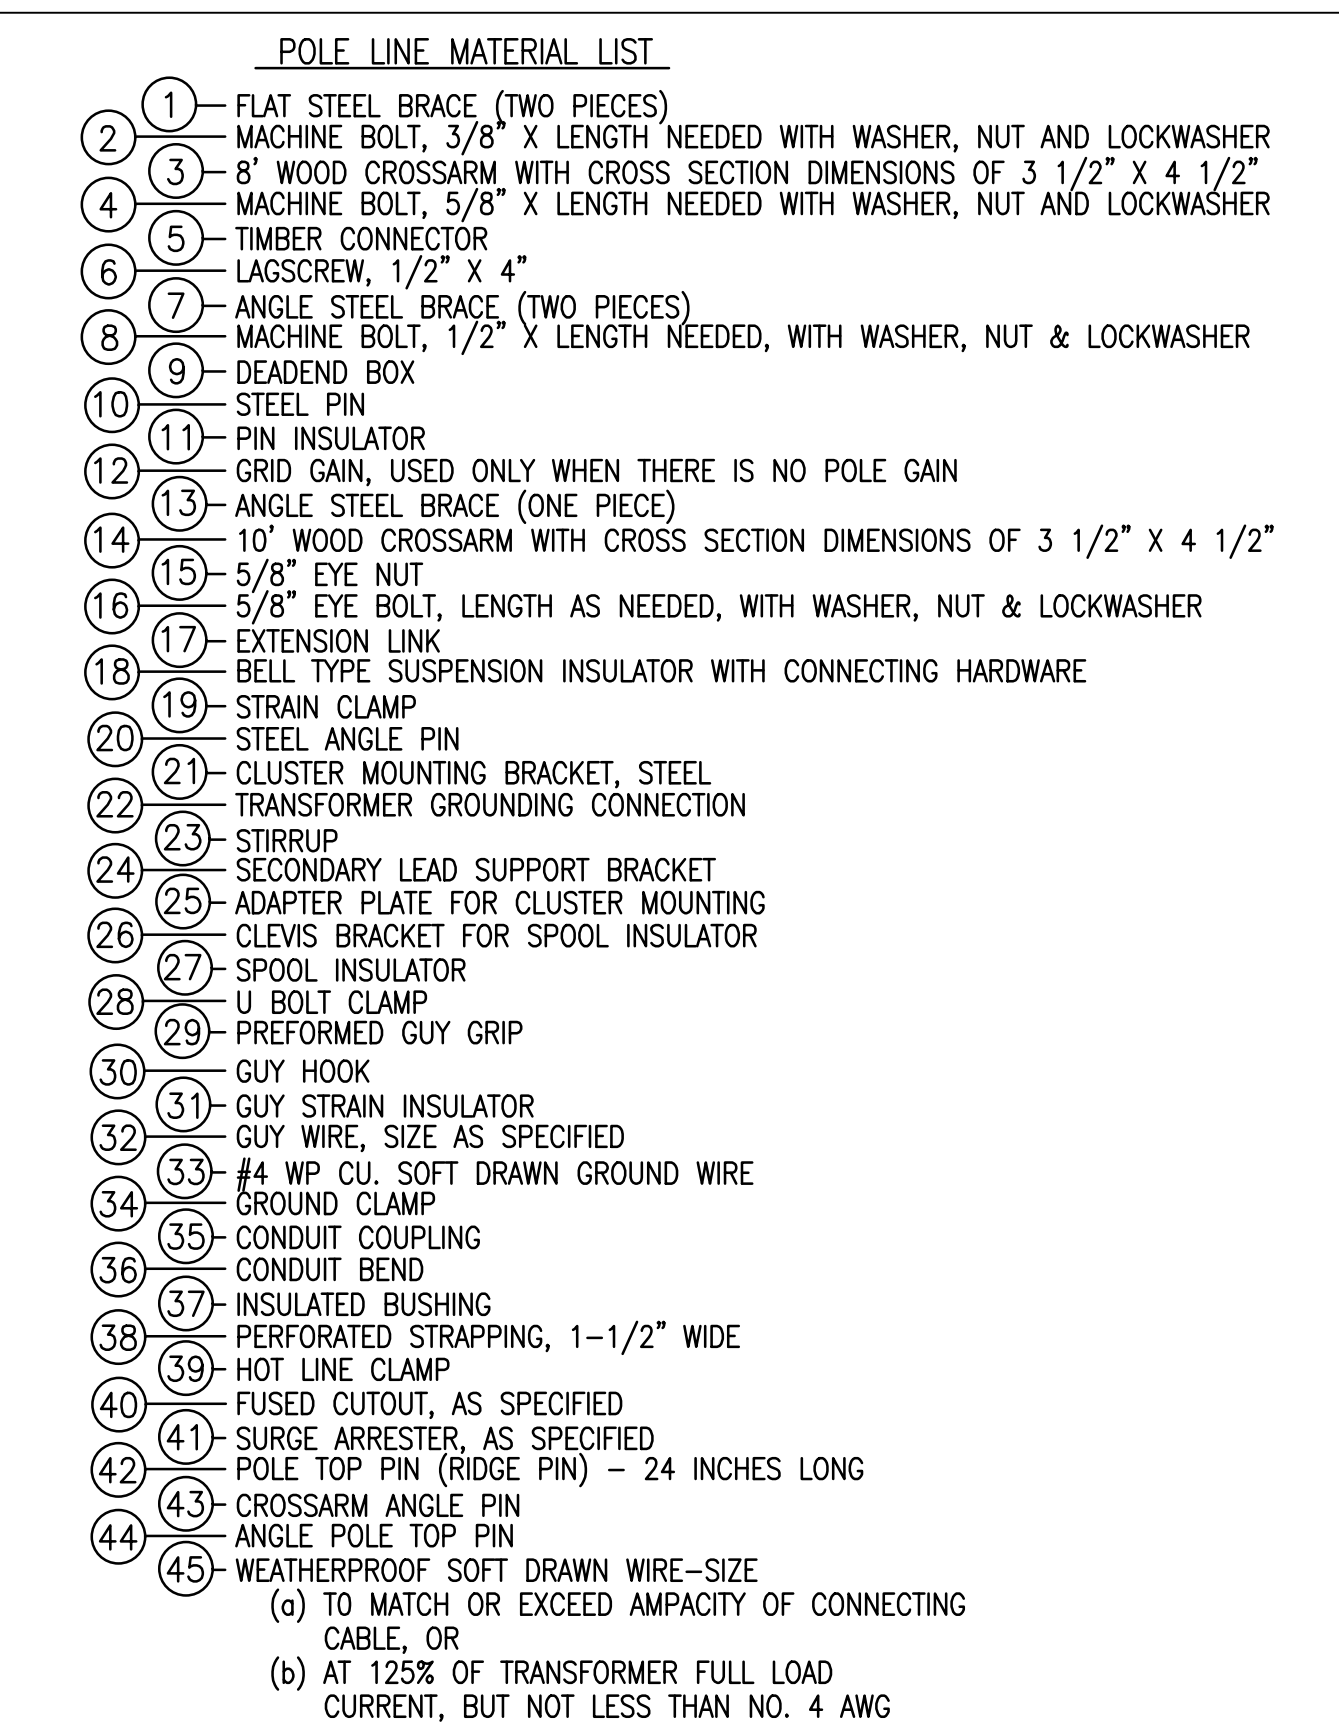 POLE LINE MATERIAL LIST
1 FLAT STEEL BRACE (TWO PIECES)
2 MACHINE BOLT, 3/8" X LENGTH NEEDED WITH WASHER, NUT AND LOCKWASHER
3 8' WOOD CROSSARM WITH CROSS SECTION DIMENSIONS OF 3 1/2" X 4 1/2"
4 MACHINE BOLT, 5/8" X LENGTH NEEDED WITH WASHER, NUT AND LOCKWASHER
5 TIMBER CONNECTOR
6 LAGSCREW, 1/2" X 4"
7 ANGLE STEEL BRACE (TWO PIECES)
8 MACHINE BOLT, 1/2" X LENGTH NEEDED, WITH WASHER, NUT & LOCKWASHER
9 DEADEND BOX
10 STEEL PIN
11 PIN INSULATOR
12 GRID GAIN, USED ONLY WHEN THERE IS NO POLE GAIN
13 ANGLE STEEL BRACE (ONE PIECE)
14 10' WOOD CROSSARM WITH CROSS SECTION DIMENSIONS OF 3 1/2" X 4 1/2"
15 5/8" EYE NUT
16 5/8" EYE BOLT, LENGTH AS NEEDED, WITH WASHER, NUT & LOCKWASHER
17 EXTENSION LINK
18 BELL TYPE SUSPENSION INSULATOR WITH CONNECTING HARDWARE
19 STRAIN CLAMP
20 STEEL ANGLE PIN
21 CLUSTER MOUNTING BRACKET, STEEL
22 TRANSFORMER GROUNDING CONNECTION
23 STIRRUP
24 SECONDARY LEAD SUPPORT BRACKET
25 ADAPTER PLATE FOR CLUSTER MOUNTING
26 CLEVIS BRACKET FOR SPOOL INSULATOR
27 SPOOL INSULATOR
28 U BOLT CLAMP
29 PREFORMED GUY GRIP
30 GUY HOOK
31 GUY STRAIN INSULATOR
32 GUY WIRE, SIZE AS SPECIFIED
33 #4 WP CU. SOFT DRAWN GROUND WIRE
34 GROUND CLAMP
35 CONDUIT COUPLING
36 CONDUIT BEND
37 INSULATED BUSHING
38 PERFORATED STRAPPING, 1-1/2" WIDE
39 HOT LINE CLAMP
40 FUSED CUTOUT, AS SPECIFIED
41 SURGE ARRESTER, AS SPECIFIED
42 POLE TOP PIN (RIDGE PIN) - 24 INCHES LONG
43 CROSSARM ANGLE PIN
44 ANGLE POLE TOP PIN
45 WEATHERPROOF SOFT DRAWN WIRE-SIZE
(a) TO MATCH OR EXCEED AMPACITY OF CONNECTING
CABLE, OR
(b) AT 125% OF TRANSFORMER FULL LOAD
CURRENT, BUT NOT LESS THAN NO. 4 AWG